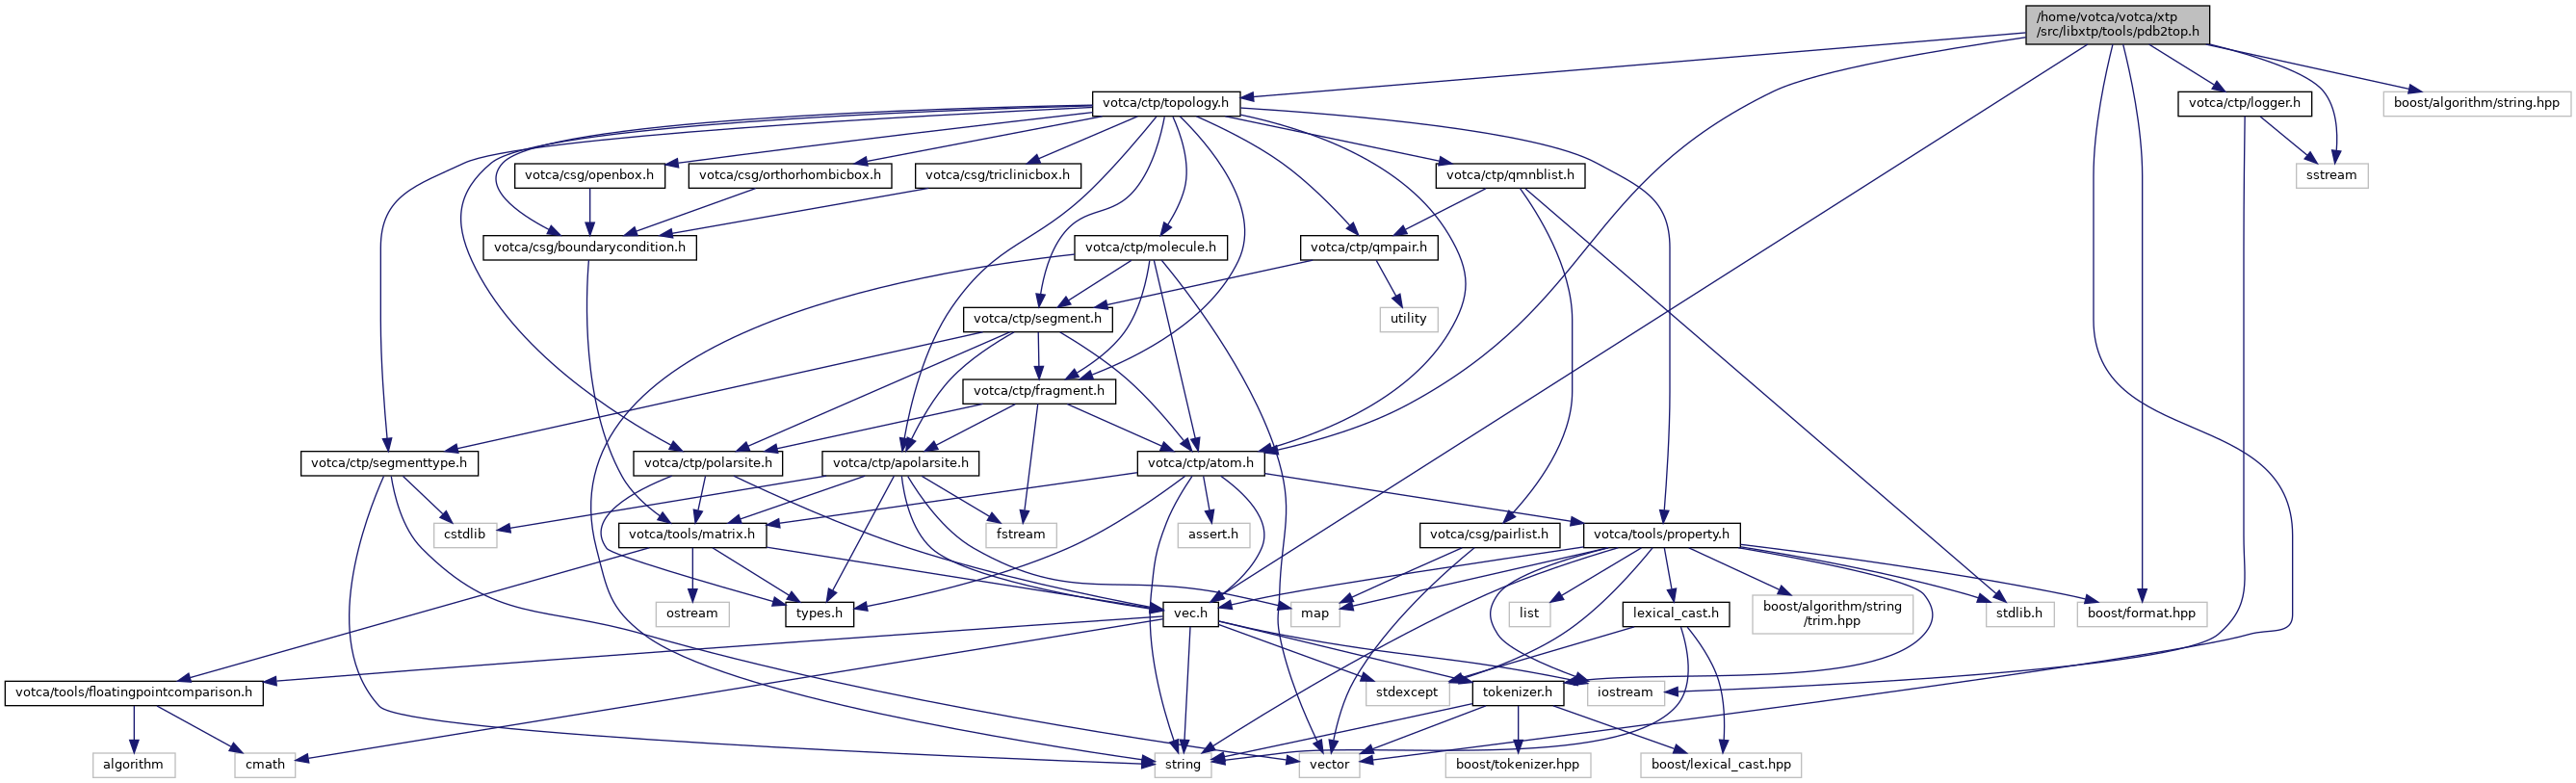 /home/votca/votca/xtp
/src/libxtp/tools/pdb2top.h
votca/ctp/topology.h
votca/ctp/logger.h
boost/algorithm/string.hpp
votca/csg/openbox.h
votca/csg/orthorhombicbox.h
votca/csg/triclinicbox.h
votca/ctp/qmnblist.h
sstream
votca/csg/boundarycondition.h
votca/ctp/molecule.h
votca/ctp/qmpair.h
votca/ctp/segment.h
utility
votca/ctp/fragment.h
votca/ctp/segmenttype.h
votca/ctp/polarsite.h
votca/ctp/apolarsite.h
votca/ctp/atom.h
cstdlib
votca/tools/matrix.h
fstream
assert.h
votca/csg/pairlist.h
votca/tools/property.h
ostream
types.h
vec.h
map
list
lexical_cast.h
boost/algorithm/string
/trim.hpp
stdlib.h
boost/format.hpp
votca/tools/floatingpointcomparison.h
stdexcept
tokenizer.h
iostream
algorithm
cmath
string
vector
boost/tokenizer.hpp
boost/lexical_cast.hpp